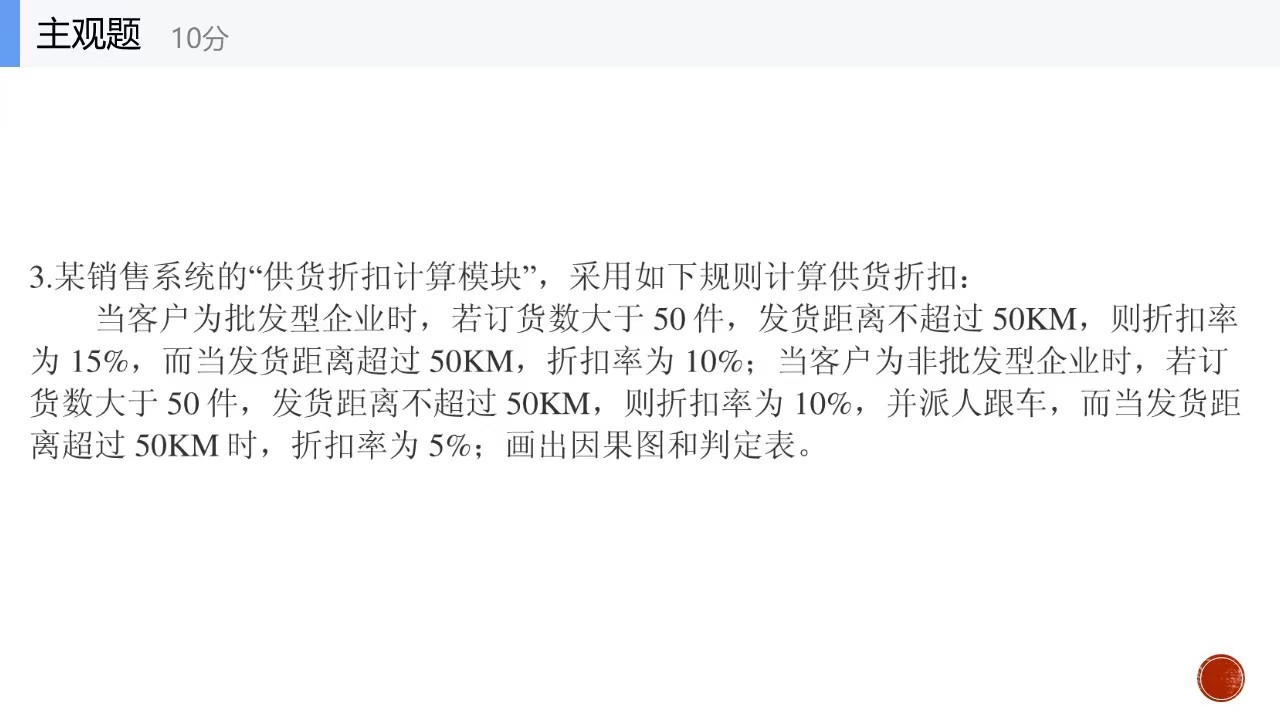 主观题 10分
3.某销售系统的“供货折扣计算模块”，采用如下规则计算供货折扣：
当客户为批发型企业时，若订货数大于 50 件，发货距离不超过 50KM，则折扣率
为 15%，而当发货距离超过 50KM，折扣率为 10%；当客户为非批发型企业时，若订
货数大于 50 件，发货距离不超过 50KM，则折扣率为 10%，并派人跟车，而当发货距
离超过 50KM 时，折扣率为 5%；画出因果图和判定表。